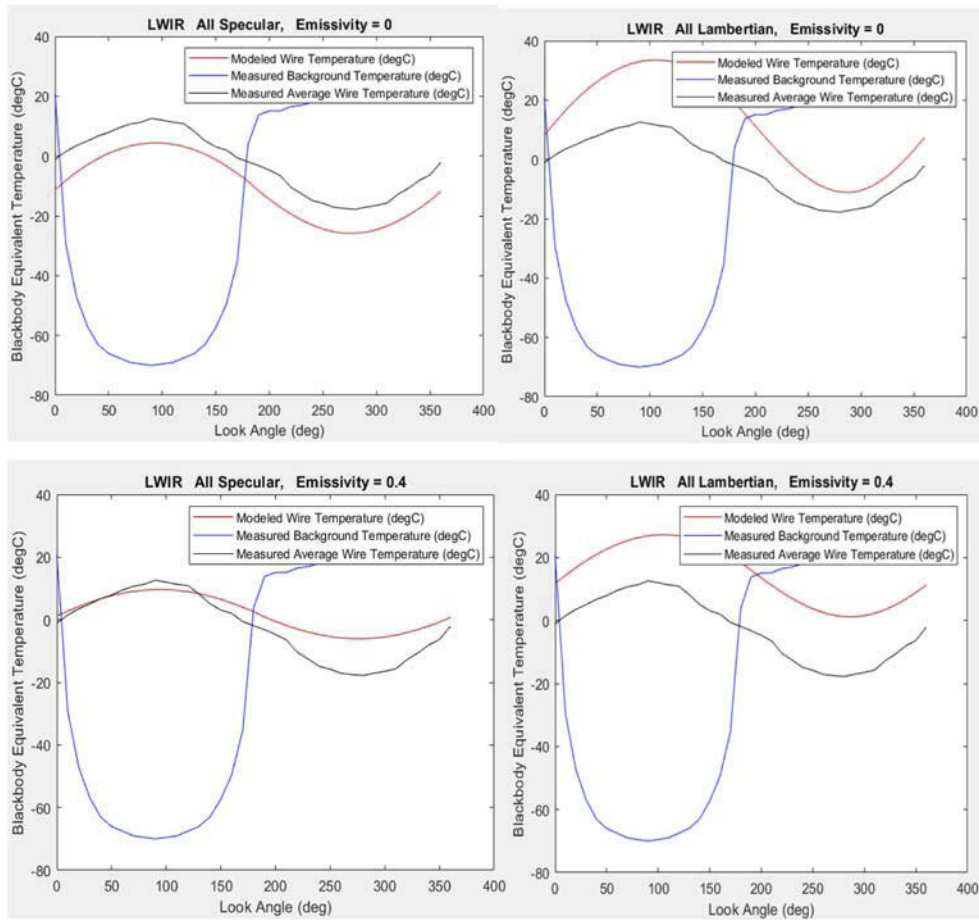 LWIR All Specular, Emissivity = 0
Modeled Wire Temperature (degC)
Measured Background Temperature (degC)
Measured Average Wire Temperature (degC)
Blackbody Equivalent Temperature (degC)
40
20
0
-20
-40
-60
-80
0 50 100 150 200 250 300 350 400
Look Angle (deg)
LWIR All Lambertian, Emissivity = 0
Modeled Wire Temperature (degC)
Measured Background Temperature (degC)
Measured Average Wire Temperature (degC)
Blackbody Equivalent Temperature (degC)
40
20
0
-20
-40
-60
-80
0 50 100 150 200 250 300 350 400
Look Angle (deg)
LWIR All Specular, Emissivity = 0.4
Modeled Wire Temperature (degC)
Measured Background Temperature (degC)
Measured Average Wire Temperature (degC)
Blackbody Equivalent Temperature (degC)
40
20
0
-20
-40
-60
-80
0 50 100 150 200 250 300 350 400
Look Angle (deg)
LWIR All Lambertian, Emissivity = 0.4
Modeled Wire Temperature (degC)
Measured Background Temperature (degC)
Measured Average Wire Temperature (degC)
Blackbody Equivalent Temperature (degC)
40
20
0
-20
-40
-60
-80
0 50 100 150 200 250 300 350 400
Look Angle (deg)